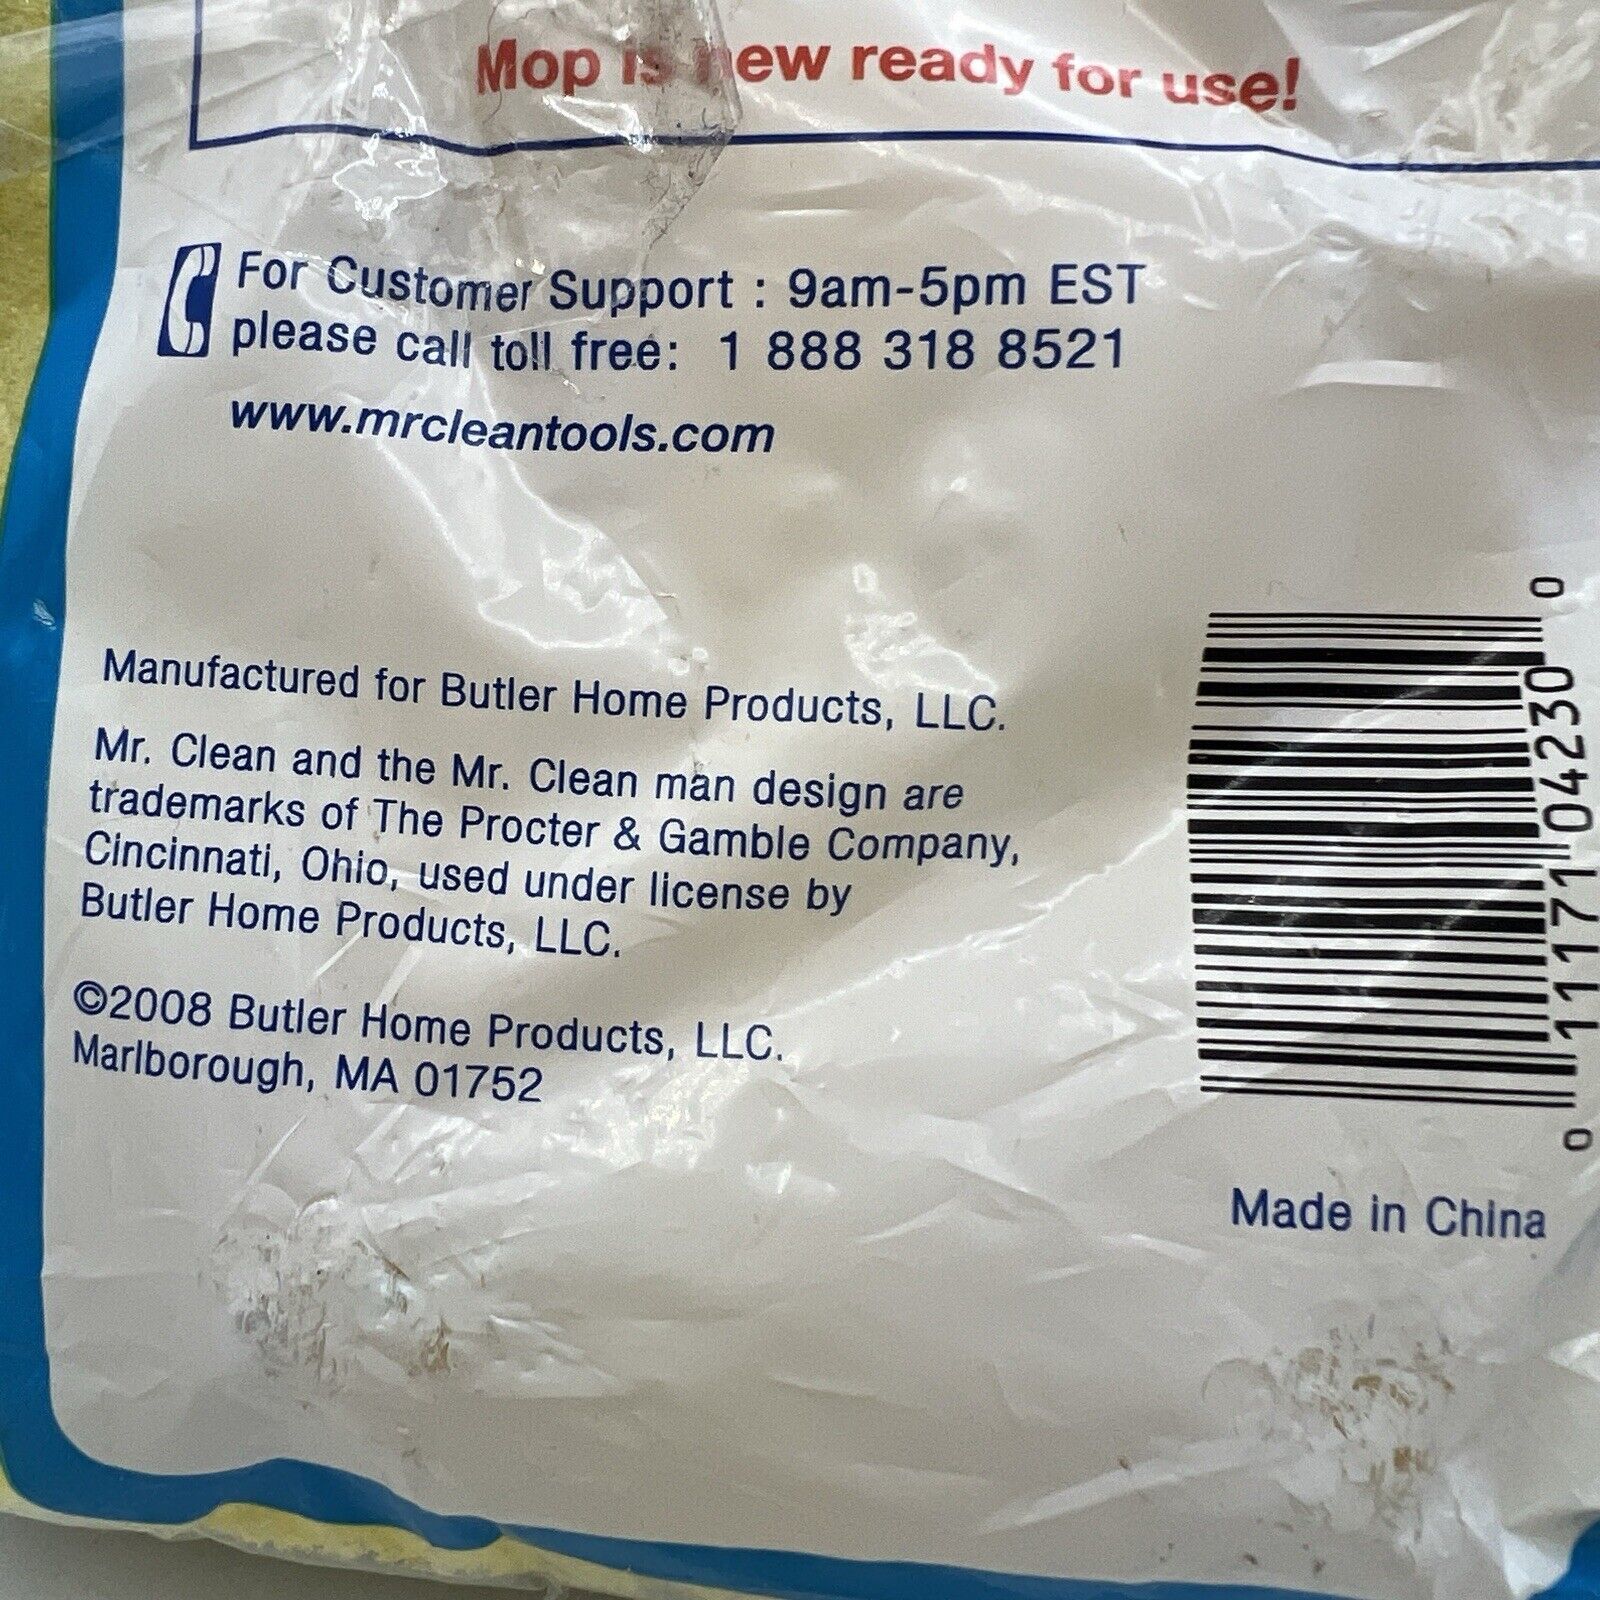 Mop is new ready for use!
For Customer Support : 9am-5pm EST
please call toll free: 1 888 318 8521
www.mrcleantools.com
Manufactured for Butler Home Products, LLC.
Mr. Clean and the Mr. Clean man design are
trademarks of The Procter & Gamble Company,
Cincinnati, Ohio, used under license by
Butler Home Products, LLC.
©2008 Butler Home Products, LLC.
Marlborough, MA 01752
0 11171 04230 0
Made in China